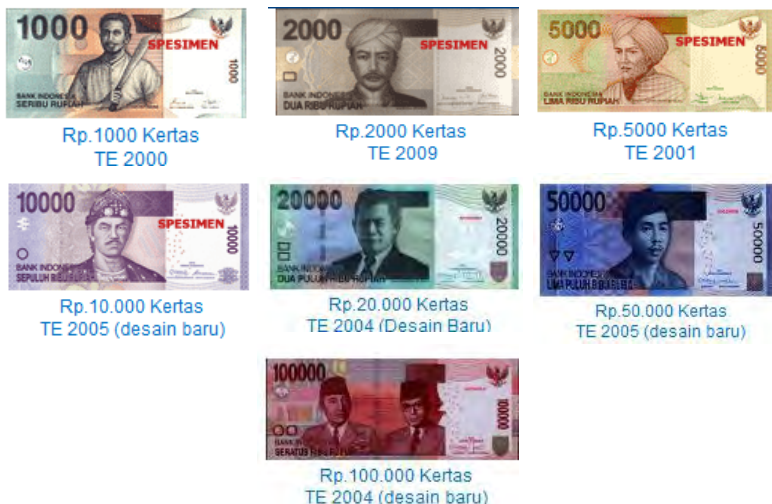 1000
SPESIMEN
1000
BANK INDONESIA
SERIBU RUPIAH
Rp.1000 Kertas
TE 2000
2000
SPESIMEN
2000
BANK INDONESIA
DUA RIBU RUPIAH
Rp.2000 Kertas
TE 2009
5000
SPESIMEN
5000
BANK INDONESIA
LIMA RIBU RUPIAH
Rp.5000 Kertas
TE 2001
10000
SPESIMEN
10000
BANK INDONESIA
SEPULUH RIBU
Rp.10.000 Kertas
TE 2005 (desain baru)
20000
20000
BANK INDONESIA
DUA PULUH RIBU RUPIAH
Rp.20.000 Kertas
TE 2004 (Desain Baru)
50000
50000
BANK INDONESIA
LIMA PULUH RIBU
Rp.50.000 Kertas
TE 2005 (desain baru)
100000
100000
BANK INDONESIA
SERATUS RIBU RUPIAH
Rp.100.000 Kertas
TE 2004 (desain baru)